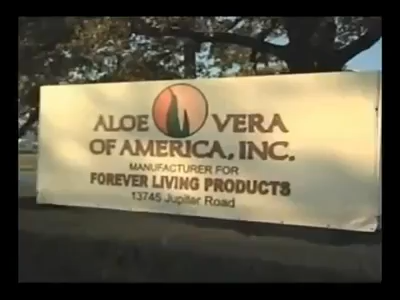 ALOE VERA
OF AMERICA, INC.
MANUFACTURER FOR
FOREVER LIVING PRODUCTS
13745 Jupiter Road